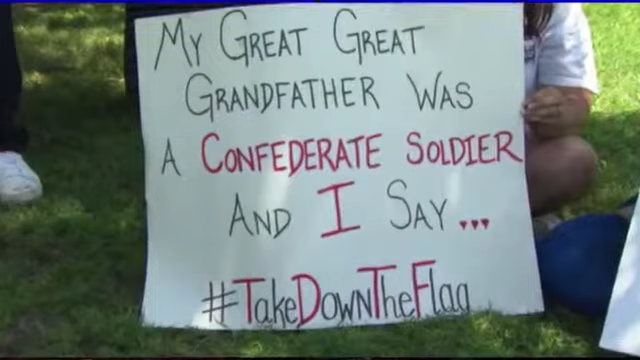 My Great Great
Grandfather Was
A Confederate Soldier
And I Say...
#TakeDownTheFlag